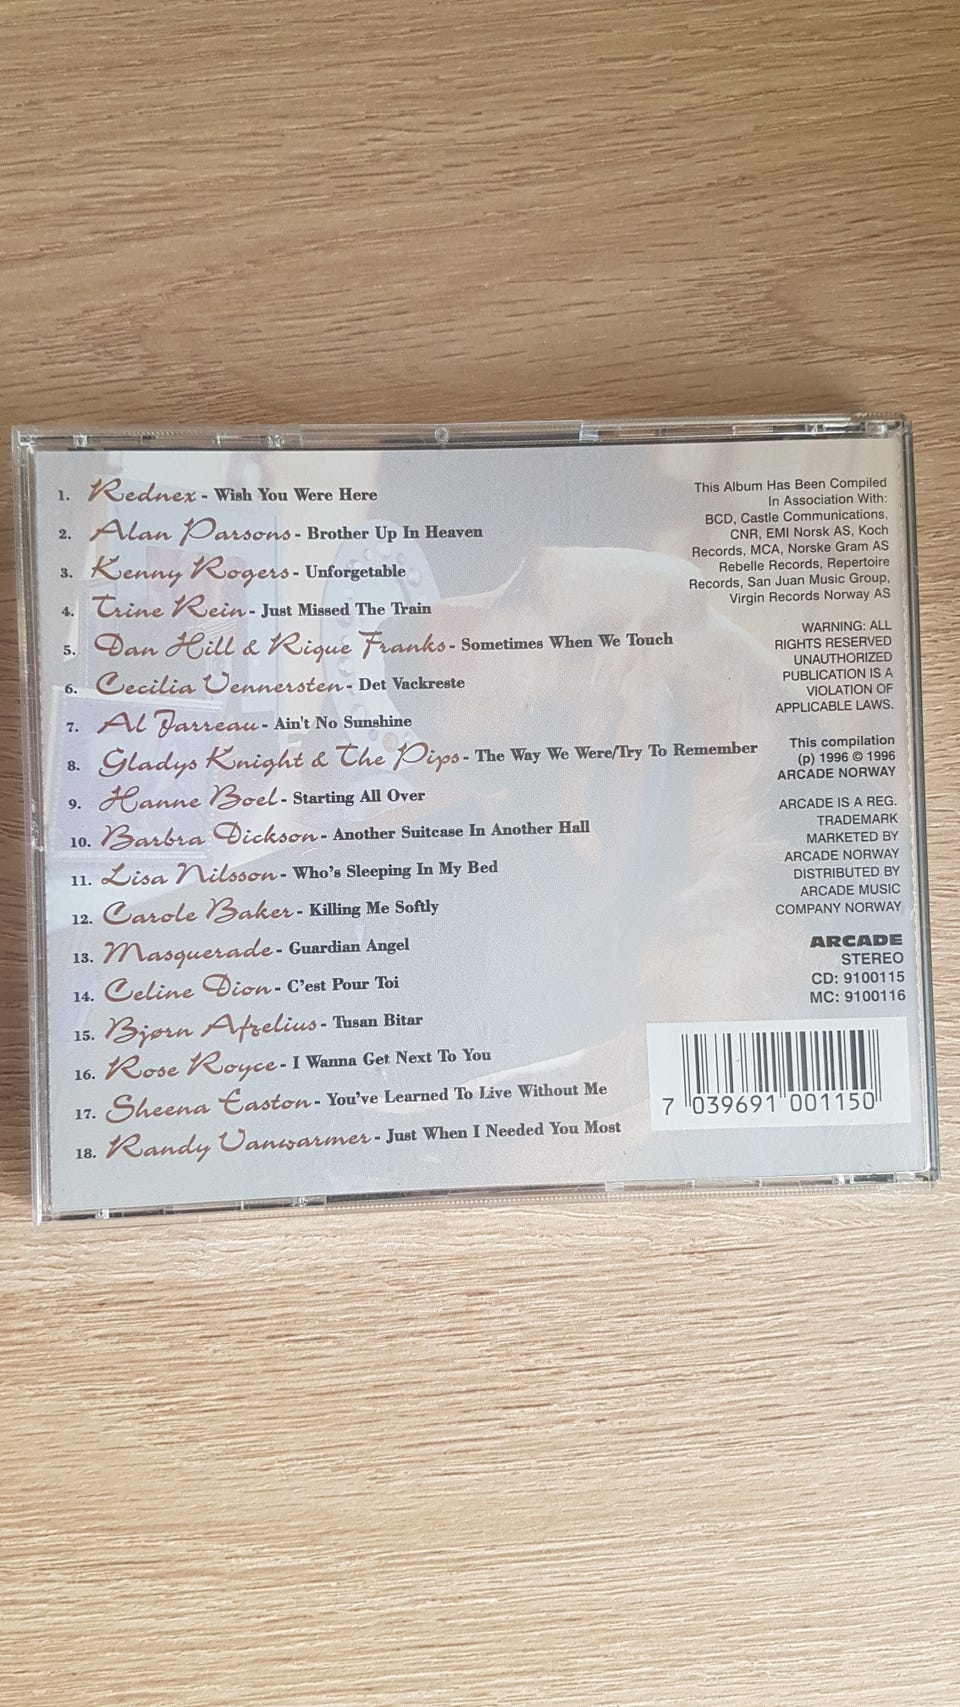 1. Rednex - Wish You Were Here
2. Alan Parsons - Brother Up In Heaven
3. Kenny Rogers - Unforgetable
4. Trine Rein - Just Missed The Train
5. Dan Hill & Rique Franks - Sometimes When We Touch
6. Cecilia Vennersten - Det Vackreste
7. Al Jarreau - Ain't No Sunshine
8. Gladys Knight & The Pips - The Way We Were/Try To Remember
9. Hanne Boel - Starting All Over
10. Barbra Dickson - Another Suitcase In Another Hall
11. Lisa Nilsson - Who's Sleeping In My Bed
12. Carole Baker - Killing Me Softly
13. Masquerade - Guardian Angel
14. Celine Dion - C'est Pour Toi
15. Bjørn Afzelius - Tusan Bitar
16. Rose Royce - I Wanna Get Next To You
17. Sheena Easton - You've Learned To Live Without Me
18. Randy Vanwarmer - Just When I Needed You Most
This Album Has Been Compiled
In Association With:
BCD, Castle Communications,
CNR, EMI Norsk AS, Koch
Records, MCA, Norske Gram AS
Rebelle Records, Repertoire
Records, San Juan Music Group,
Virgin Records Norway AS
WARNING: ALL
RIGHTS RESERVED
UNAUTHORIZED
PUBLICATION IS A
VIOLATION OF
APPLICABLE LAWS.
This compilation
(p) 1996 © 1996
ARCADE NORWAY
ARCADE IS A REG.
TRADEMARK
MARKETED BY
ARCADE NORWAY
DISTRIBUTED BY
ARCADE MUSIC
COMPANY NORWAY
ARCADE
STEREO
CD: 9100115
MC: 9100116
7 039691 001150